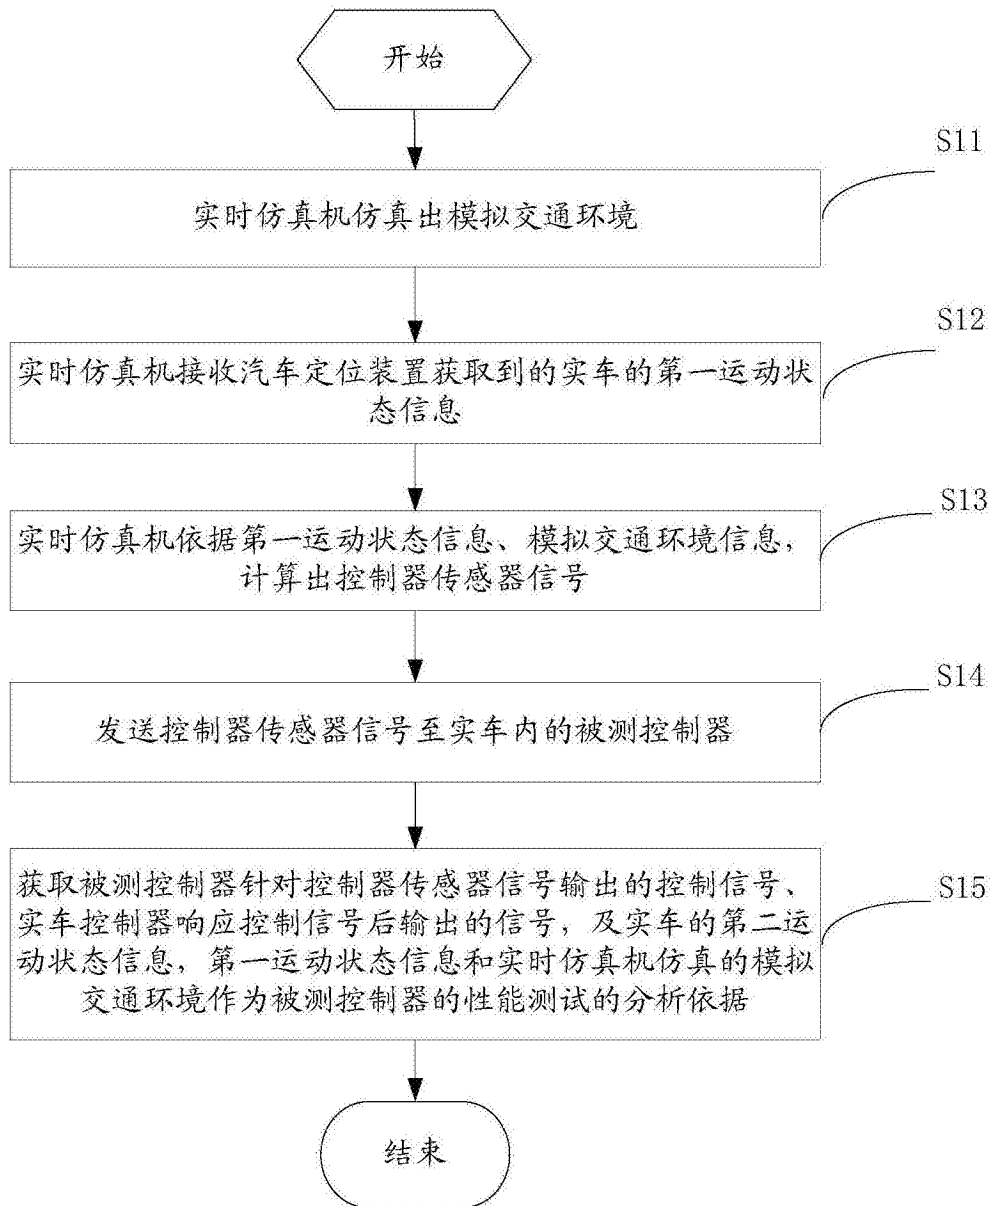 开始
S11
实时仿真机仿真出模拟交通环境
S12
实时仿真机接收汽车定位装置获取到的实车的第一运动状
态信息
S13
实时仿真机依据第一运动状态信息、模拟交通环境信息，
计算出控制器传感器信号
S14
发送控制器传感器信号至实车内的被测控制器
S15
获取被测控制器针对控制器传感器信号输出的控制信号、
实车控制器响应控制信号后输出的信号，及实车的第二运
动状态信息，第一运动状态信息和实时仿真机仿真的模拟
交通环境作为被测控制器的性能测试的分析依据
结束